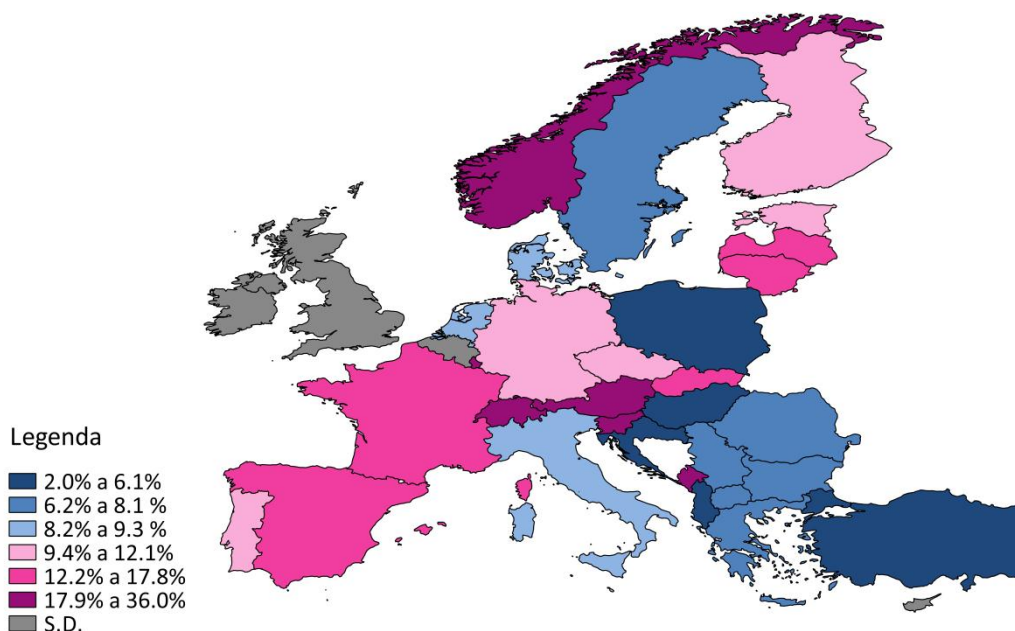 Legenda
2.0% a 6.1%
6.2% a 8.1 %
8.2% a 9.3 %
9.4% a 12.1%
12.2% a 17.8%
17.9% a 36.0%
S.D.